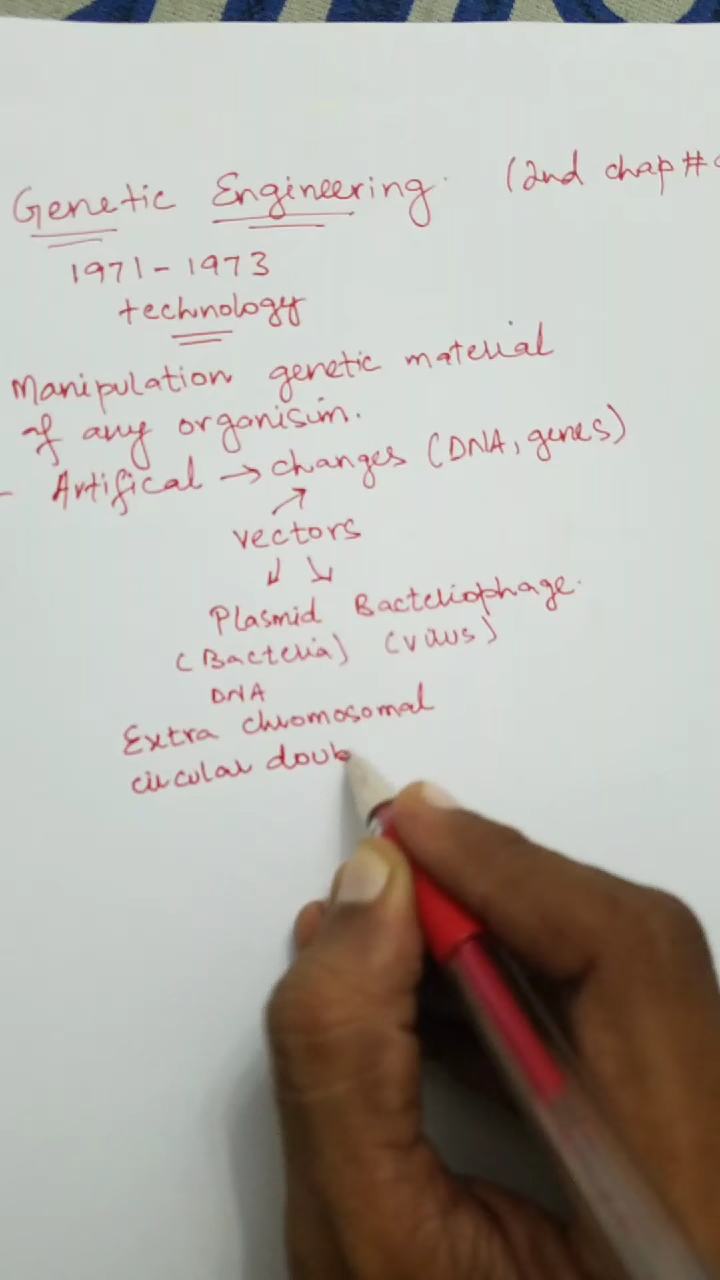 Genetic Engineering. (2nd chap #
1971 - 1973
technology
Manipulation genetic material
of any organisim.
- Artifical → changes (DNA, genes)
vectors
Plasmid Bacteriophage.
(Bacteria) (virus)
DNA
Extra chromosomal
circular doub